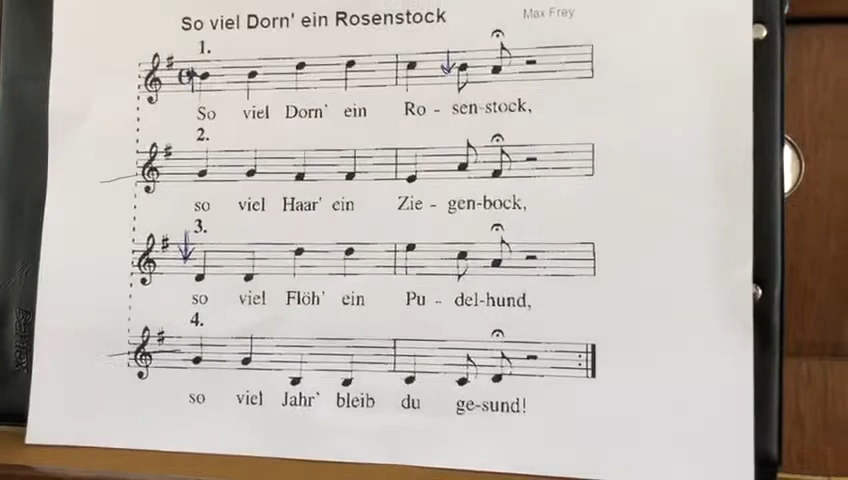 So viel Dorn' ein Rosenstock
Max Frey
1.
So viel Dorn' ein Ro - sen-stock,
2.
so viel Haar' ein Zie - gen-bock,
3.
so viel Flöh' ein Pu - del-hund,
4.
so viel Jahr' bleib du ge-sund!